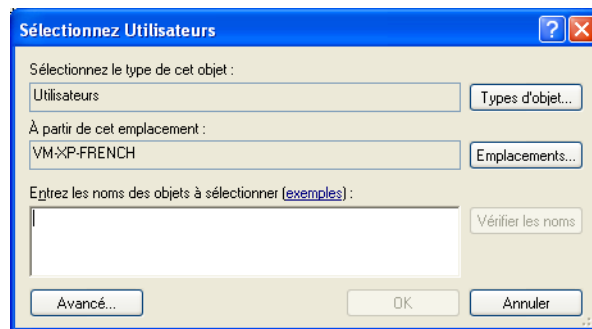 Sélectionnez Utilisateurs
Sélectionnez le type de cet objet :
Utilisateurs
Types d'objet...
À partir de cet emplacement :
VM-XP-FRENCH
Emplacements...
Entrez les noms des objets à sélectionner (exemples) :
Vérifier les noms
Avancé...
OK
Annuler